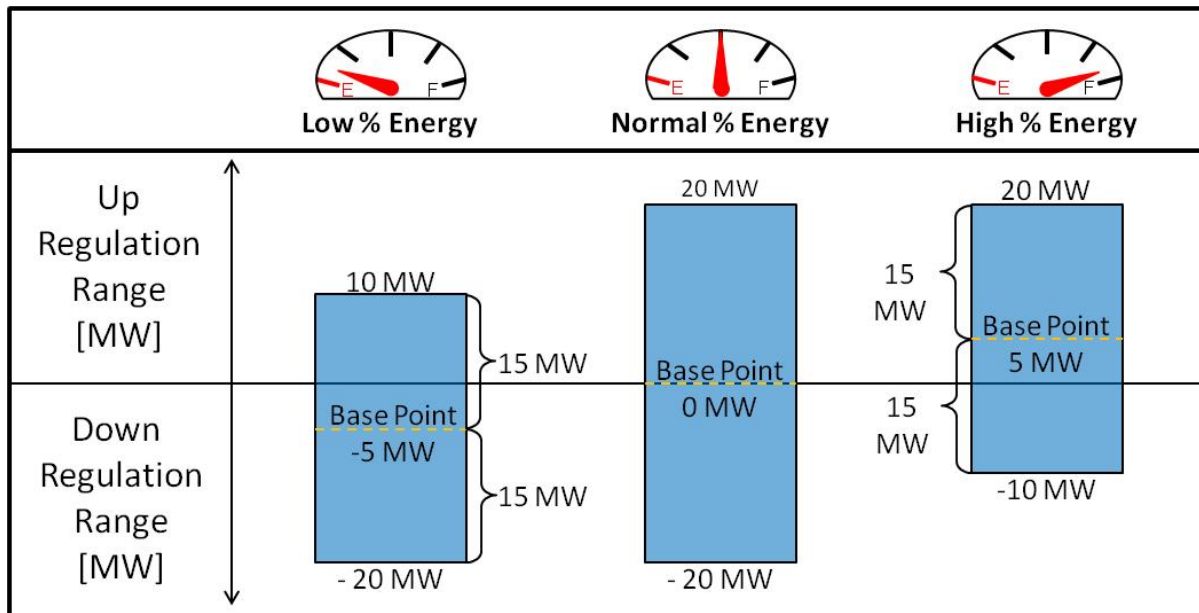 E F
Low % Energy
E F
Normal % Energy
E F
High % Energy
Up
Regulation
Range
[MW]
Down
Regulation
Range
[MW]
10 MW
15 MW
Base Point
-5 MW
15 MW
- 20 MW
20 MW
Base Point
0 MW
- 20 MW
20 MW
15
MW
Base Point
5 MW
15
MW
-10 MW